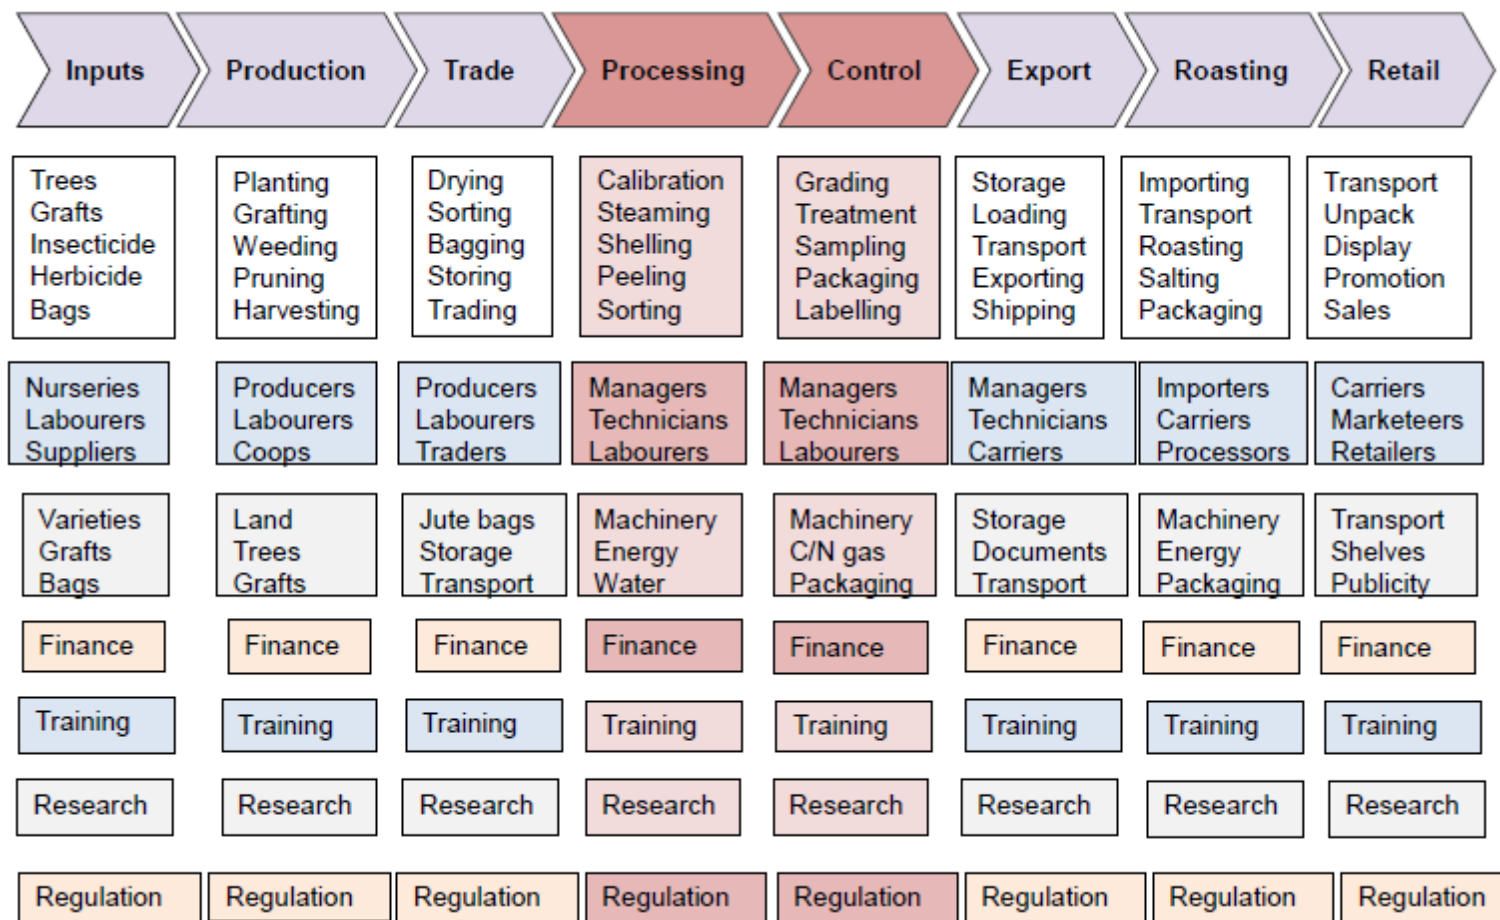 Inputs
Production
Trade
Processing
Control
Export
Roasting
Retail
Trees
Grafts
Insecticide
Herbicide
Bags
Planting
Grafting
Weeding
Pruning
Harvesting
Drying
Sorting
Bagging
Storing
Trading
Calibration
Steaming
Shelling
Peeling
Sorting
Grading
Treatment
Sampling
Packaging
Labelling
Storage
Loading
Transport
Exporting
Shipping
Importing
Transport
Roasting
Salting
Packaging
Transport
Unpack
Display
Promotion
Sales
Nurseries
Labourers
Suppliers
Producers
Labourers
Coops
Producers
Labourers
Traders
Managers
Technicians
Labourers
Managers
Technicians
Labourers
Managers
Technicians
Carriers
Importers
Carriers
Processors
Carriers
Marketeers
Retailers
Varieties
Grafts
Bags
Land
Trees
Grafts
Jute bags
Storage
Transport
Machinery
Energy
Water
Machinery
C/N gas
Packaging
Storage
Documents
Transport
Machinery
Energy
Packaging
Transport
Shelves
Publicity
Finance
Finance
Finance
Finance
Finance
Finance
Finance
Finance
Training
Training
Training
Training
Training
Training
Training
Training
Research
Research
Research
Research
Research
Research
Research
Research
Regulation
Regulation
Regulation
Regulation
Regulation
Regulation
Regulation
Regulation